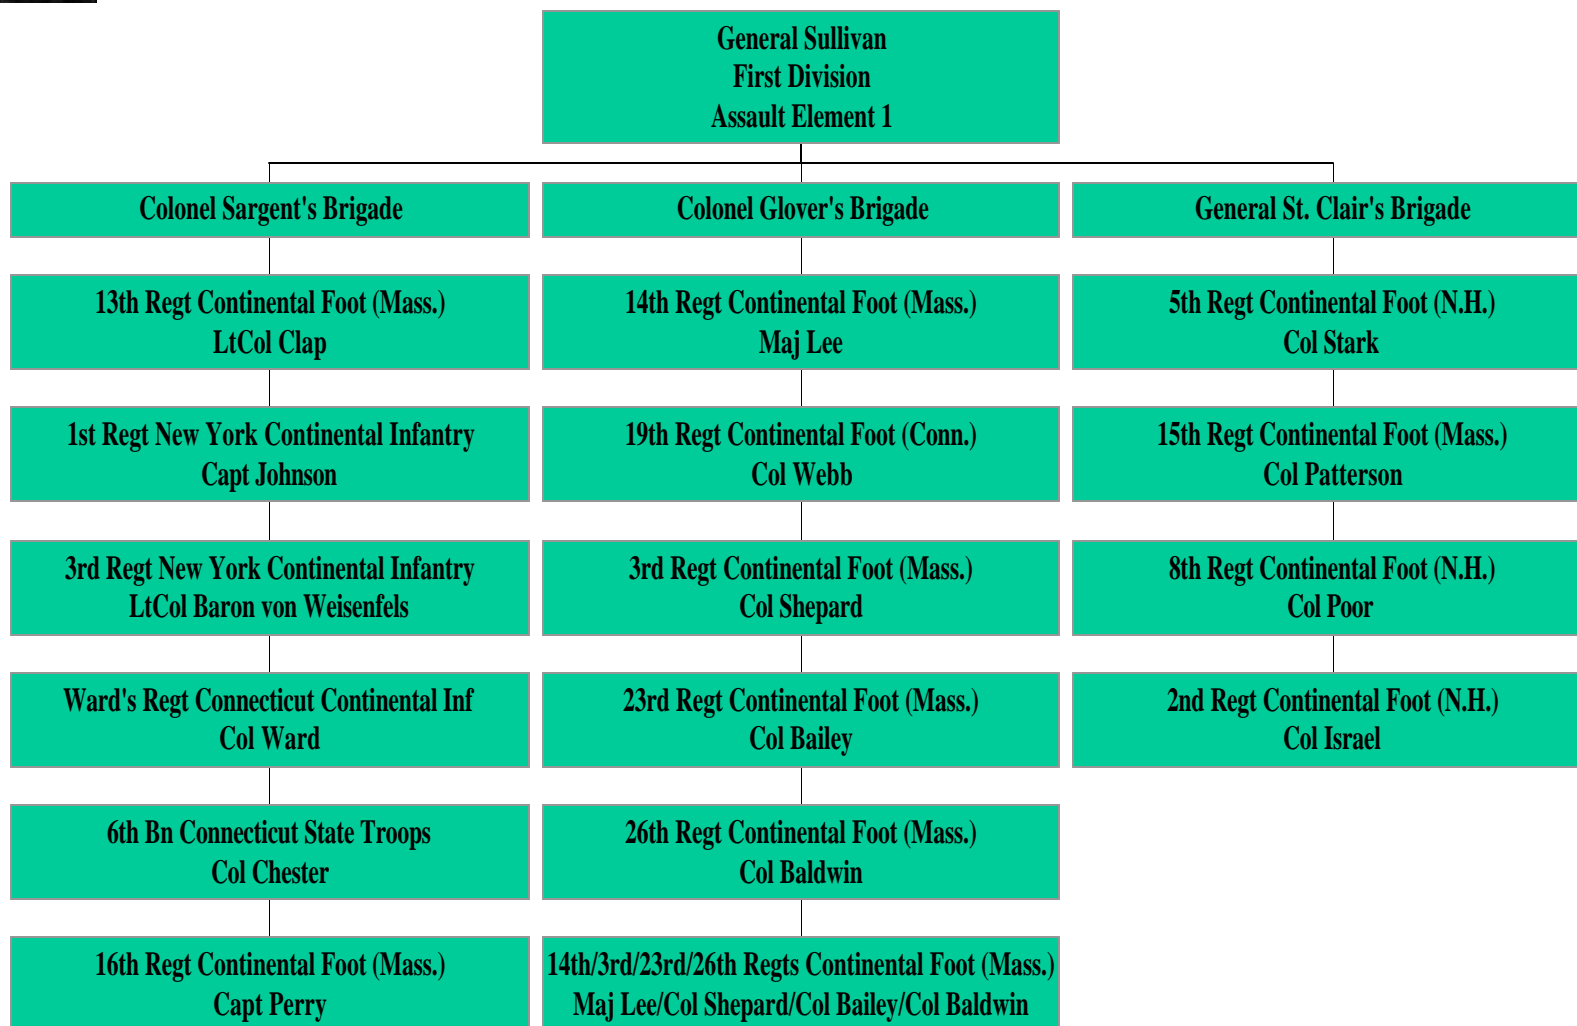 General Sullivan
First Division
Assault Element 1
Colonel Sargent's Brigade
Colonel Glover's Brigade
General St. Clair's Brigade
13th Regt Continental Foot (Mass.)
LtCol Clap
14th Regt Continental Foot (Mass.)
Maj Lee
5th Regt Continental Foot (N.H.)
Col Stark
1st Regt New York Continental Infantry
Capt Johnson
19th Regt Continental Foot (Conn.)
Col Webb
15th Regt Continental Foot (Mass.)
Col Patterson
3rd Regt New York Continental Infantry
LtCol Baron von Weisenfels
3rd Regt Continental Foot (Mass.)
Col Shepard
8th Regt Continental Foot (N.H.)
Col Poor
Ward's Regt Connecticut Continental Inf
Col Ward
23rd Regt Continental Foot (Mass.)
Col Bailey
2nd Regt Continental Foot (N.H.)
Col Israel
6th Bn Connecticut State Troops
Col Chester
26th Regt Continental Foot (Mass.)
Col Baldwin
16th Regt Continental Foot (Mass.)
Capt Perry
14th/3rd/23rd/26th Regts Continental Foot (Mass.)
Maj Lee/Col Shepard/Col Bailey/Col Baldwin